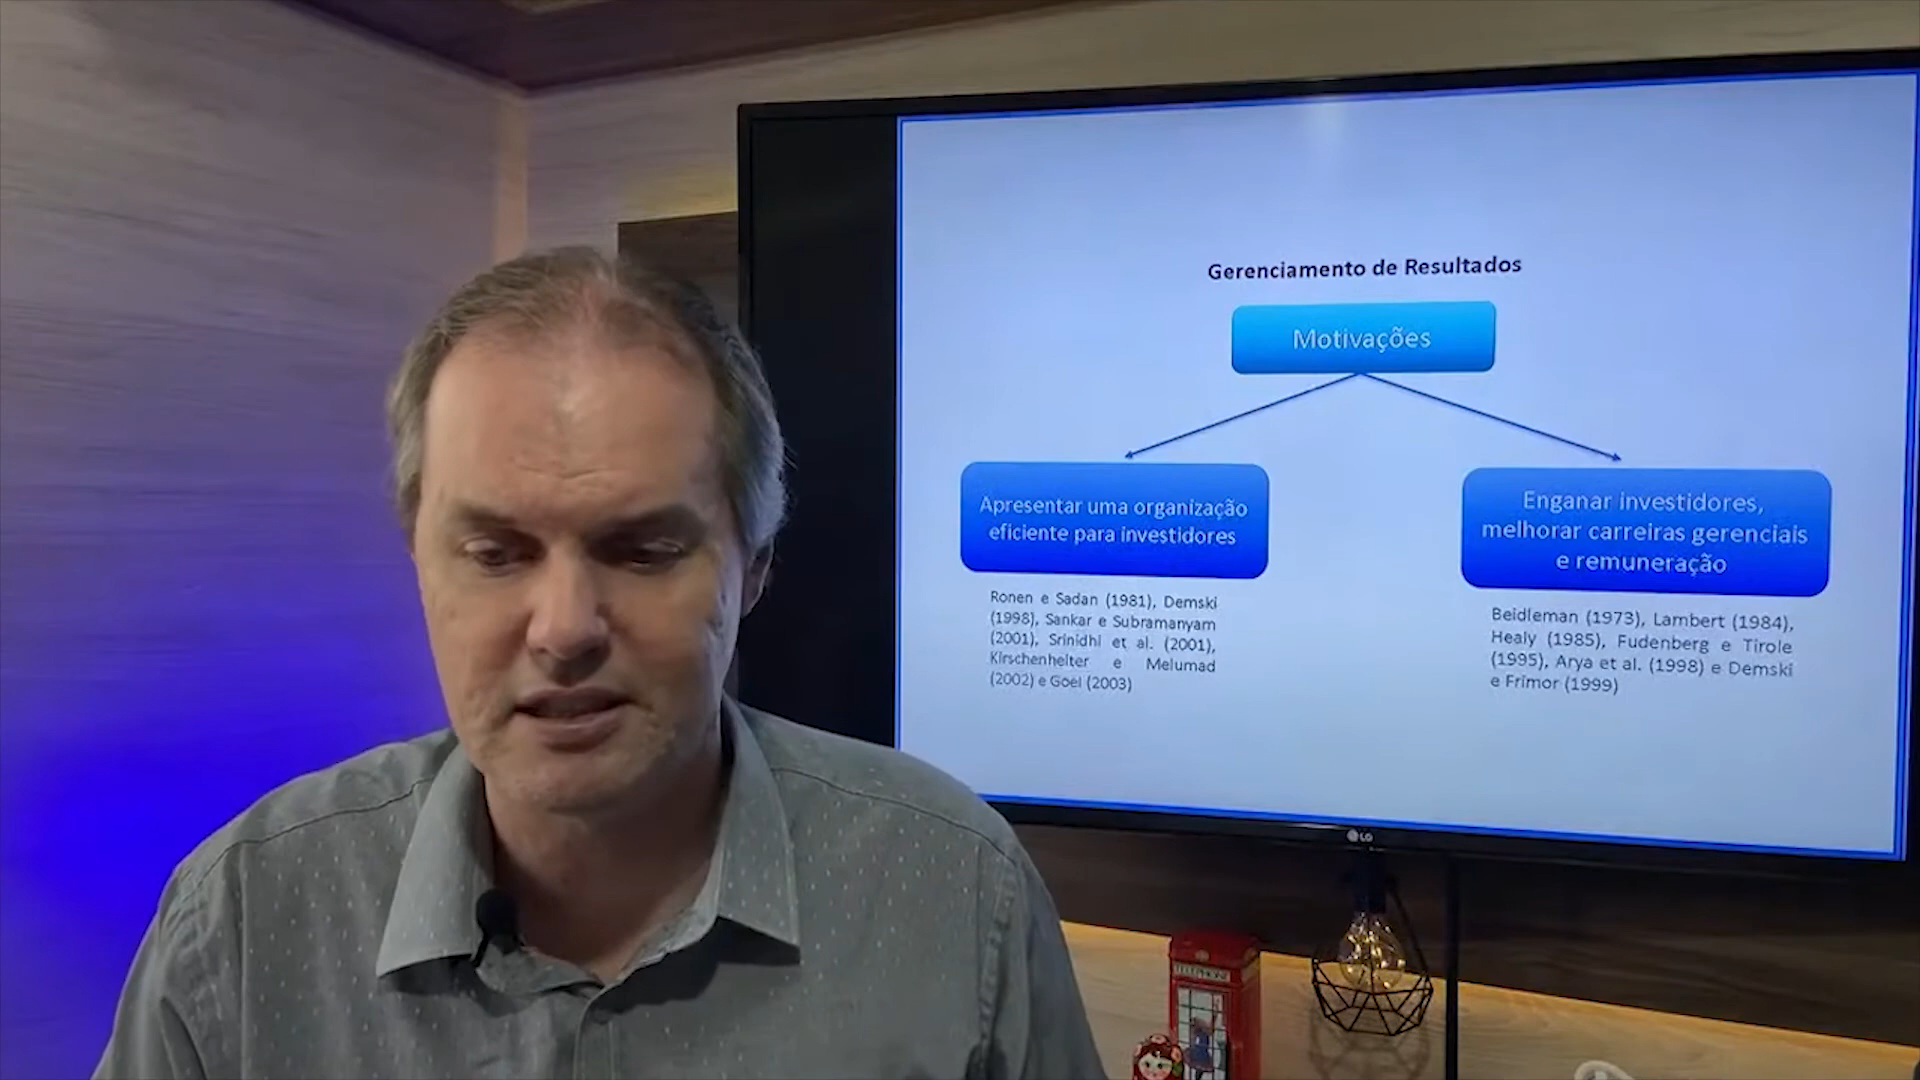 Gerenciamento de Resultados
Motivações
Apresentar uma organização
eficiente para investidores
Ronen e Sadan (1981), Demski
(1998), Sankar e Subramanyam
(2001), Srinidhi et al. (2001),
Kirschenheiter e Melumad
(2002) e Goel (2003)
Enganar investidores,
melhorar carreiras gerenciais
e remuneração
Beidleman (1973), Lambert (1984),
Healy (1985), Fudenberg e Tirole
(1995), Arya et al. (1998) e Demski
e Frimor (1999)
LG
TELEPHONE